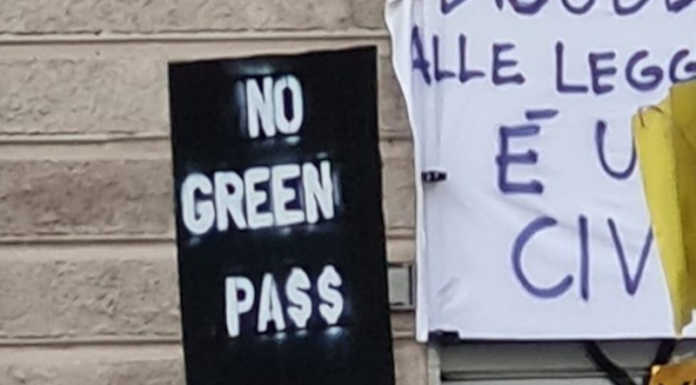 NO
GREEN
PA$$
ALLE LEGG
É U
CIV